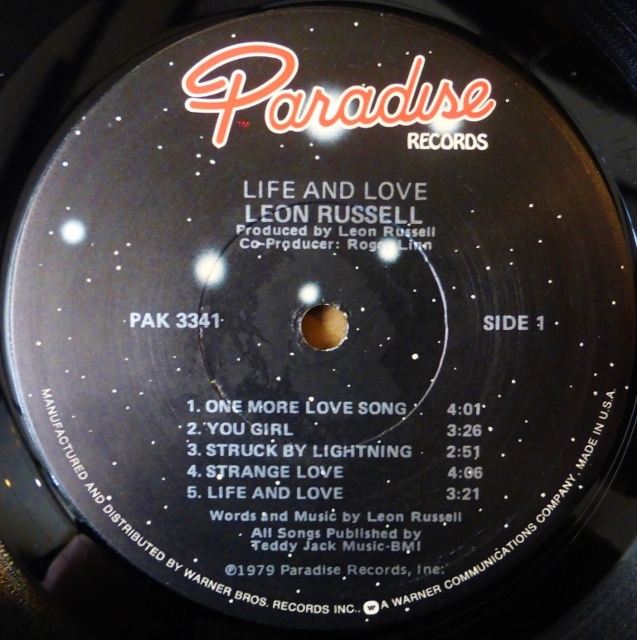 Paradise
TM
RECORDS
LIFE AND LOVE
LEON RUSSELL
Produced by Leon Russell
Co-Producer: Roger Linn
PAK 3341
SIDE 1
1. ONE MORE LOVE SONG 4:01
2. YOU GIRL 3:26
3. STRUCK BY LIGHTNING 2:51
4. STRANGE LOVE 4:06
5. LIFE AND LOVE 3:21
Words and Music by Leon Russell
All Songs Published by
Teddy Jack Music-BMI
℗1979 Paradise Records, Inc.
MANUFACTURED AND DISTRIBUTED BY WARNER BROS. RECORDS INC., A WARNER COMMUNICATIONS COMPANY, MADE IN U.S.A.